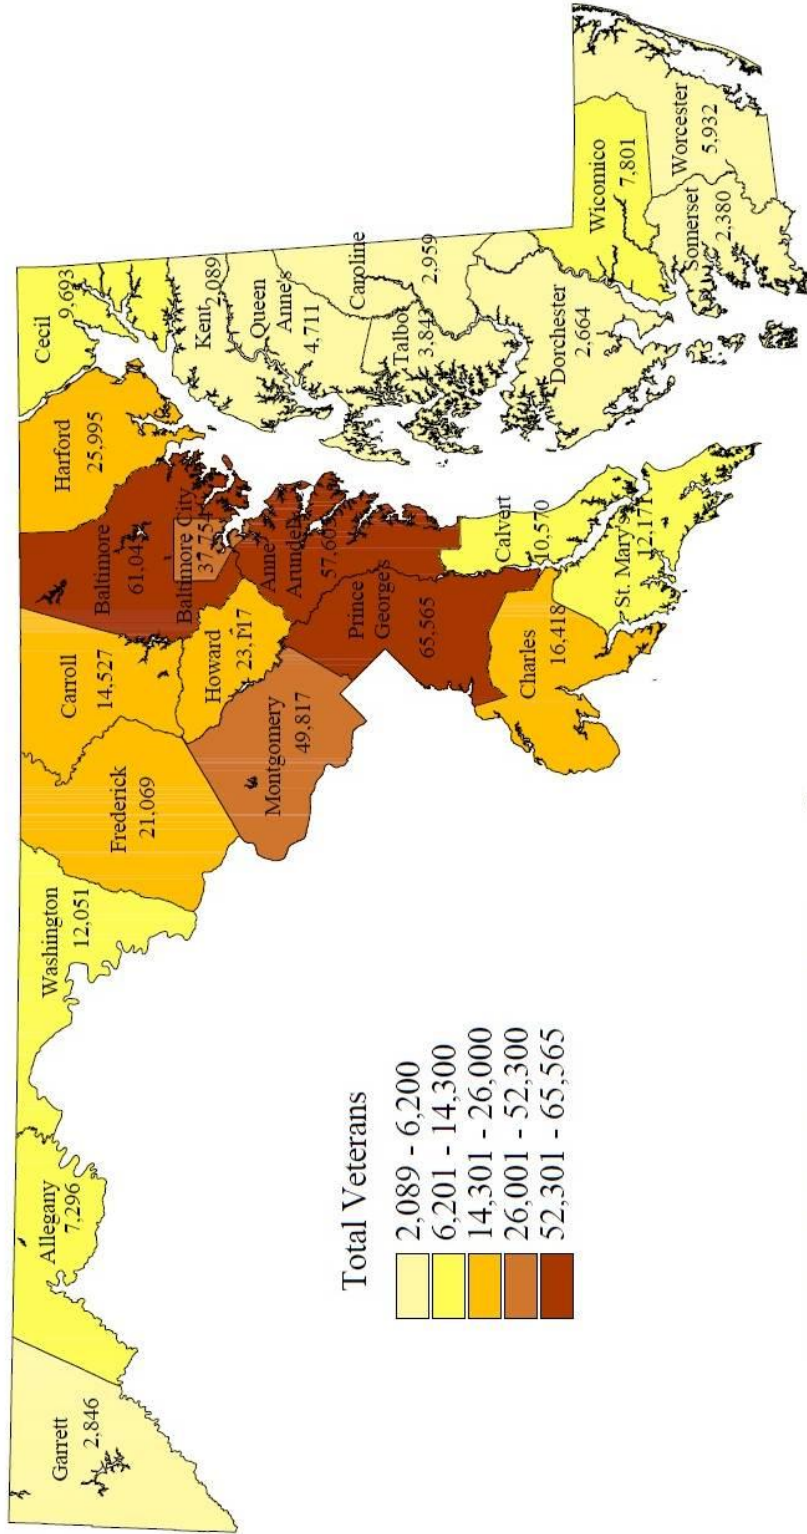 Garrett
2,846
Allegany
7,296
Washington
12,051
Frederick
21,069
Carroll
14,527
Baltimore
Baltimore City
Harford
25,995
Cecil
9,693
Howard
Montgomery
49,817
Anne
Arundel
Prince
George's
65,565
Kent
2,089
Queen
Anne's
4,711
Caroline
2,959
Talbot
Dorchester
2,664
Calvert
10,570
Charles
16,418
St. Mary's
Wicomico
7,801
Somerset
2,380
Worcester
5,932
Total Veterans
2,089 - 6,200
6,201 - 14,300
14,301 - 26,000
26,001 - 52,300
52,301 - 65,565